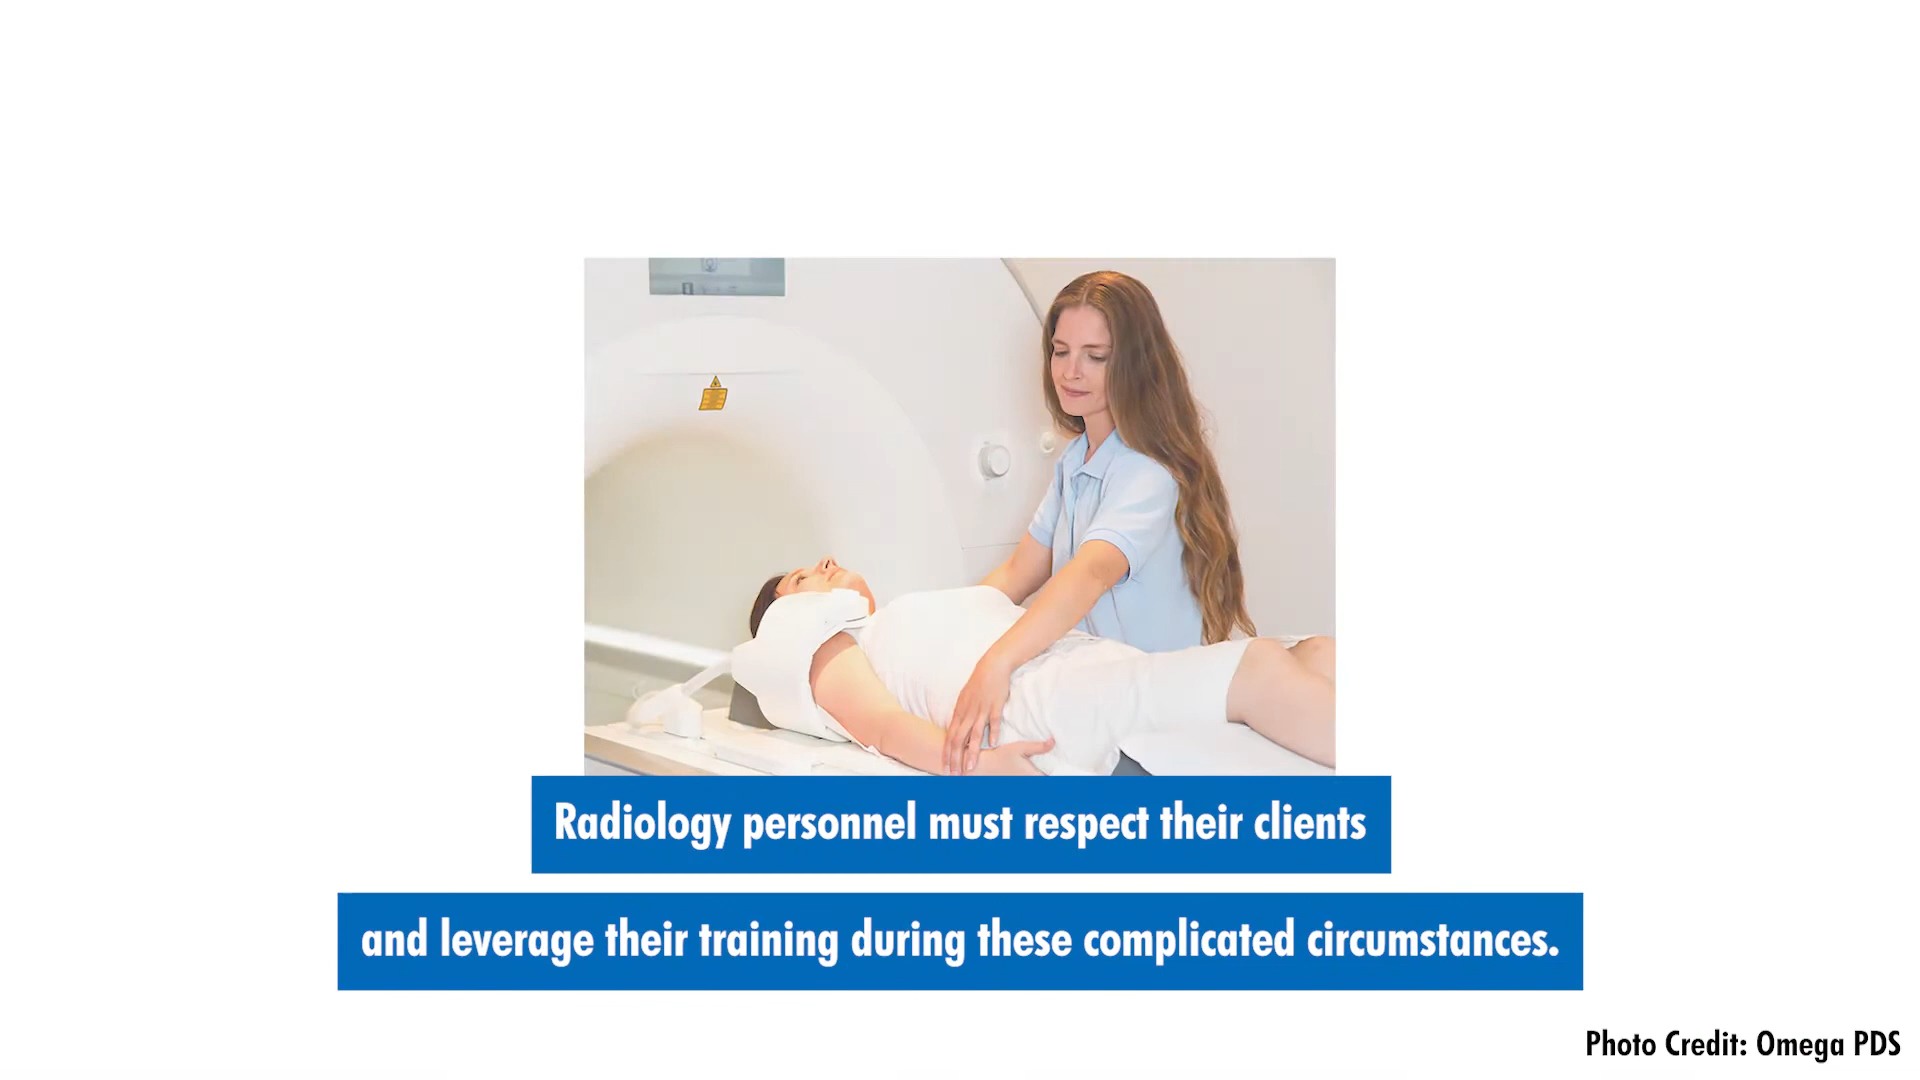 Radiology personnel must respect their clients
and leverage their training during these complicated circumstances.
Photo Credit: Omega PDS